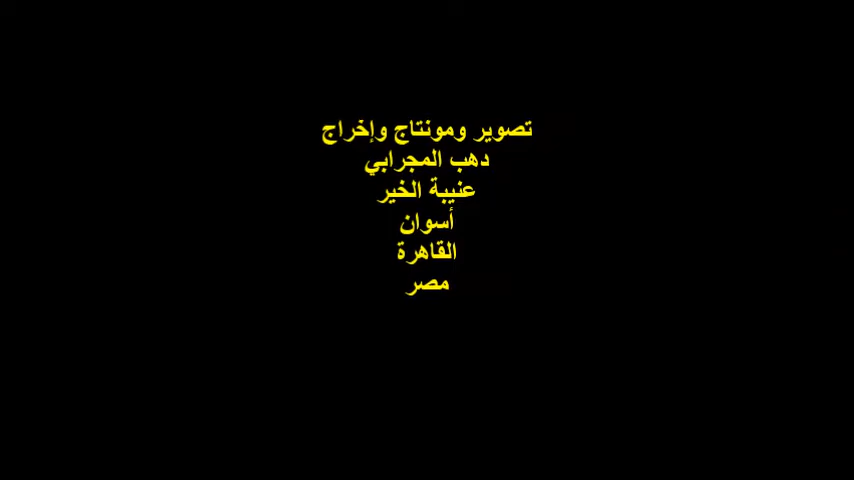 تصوير ومونتاج وإخراج
دهب المجرابي
عنيبة الخير
أسوان
القاهرة
مصر